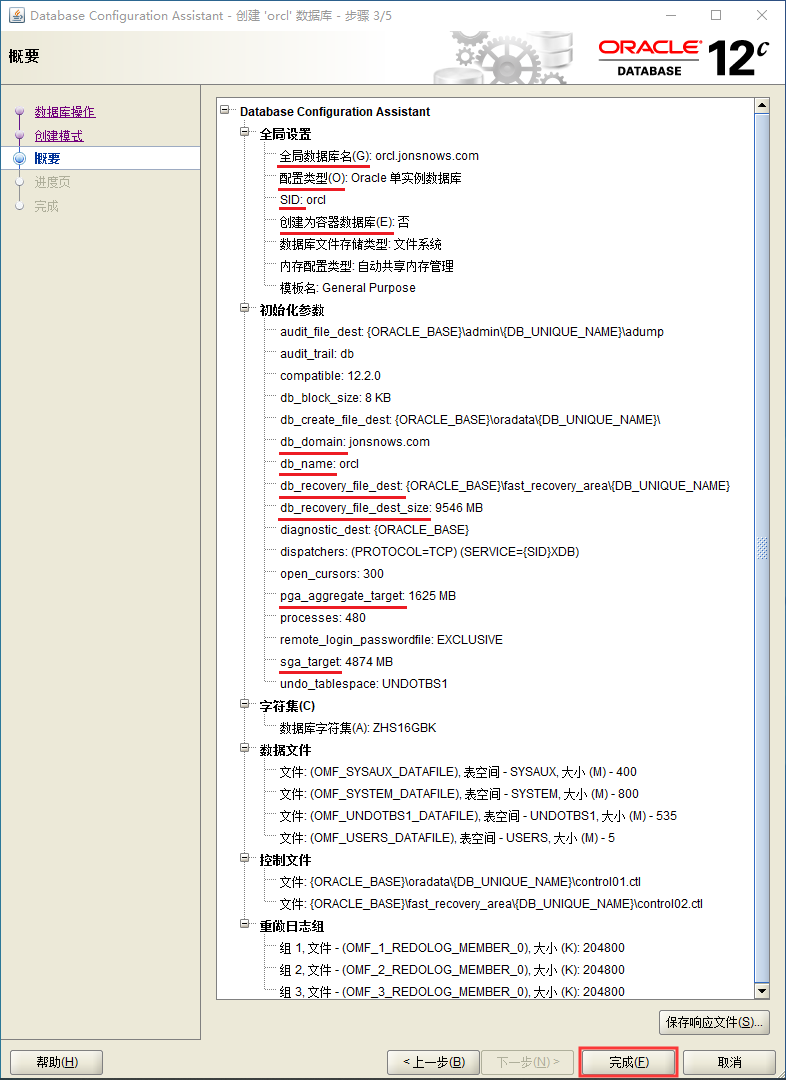 Database Configuration Assistant - 创建 'orcl' 数据库 - 步骤 3/5
概要
ORACLE DATABASE 12c
数据库操作
创建模式
概要
进度页
完成
Database Configuration Assistant
全局设置
全局数据库名(G): orcl.jonsnows.com
配置类型(O): Oracle 单实例数据库
SID: orcl
创建为容器数据库(E): 否
数据库文件存储类型: 文件系统
内存配置类型: 自动共享内存管理
模板名: General Purpose
初始化参数
audit_file_dest: {ORACLE_BASE}\admin\{DB_UNIQUE_NAME}\adump
audit_trail: db
compatible: 12.2.0
db_block_size: 8 KB
db_create_file_dest: {ORACLE_BASE}\oradata\{DB_UNIQUE_NAME}\
db_domain: jonsnows.com
db_name: orcl
db_recovery_file_dest: {ORACLE_BASE}\fast_recovery_area\{DB_UNIQUE_NAME}
db_recovery_file_dest_size: 9546 MB
diagnostic_dest: {ORACLE_BASE}
dispatchers: (PROTOCOL=TCP) (SERVICE={SID}XDB)
open_cursors: 300
pga_aggregate_target: 1625 MB
processes: 480
remote_login_passwordfile: EXCLUSIVE
sga_target: 4874 MB
undo_tablespace: UNDOTBS1
字符集(C)
数据库字符集(A): ZHS16GBK
数据文件
文件: (OMF_SYSAUX_DATAFILE), 表空间 - SYSAUX, 大小 (M) - 400
文件: (OMF_SYSTEM_DATAFILE), 表空间 - SYSTEM, 大小 (M) - 800
文件: (OMF_UNDOTBS1_DATAFILE), 表空间 - UNDOTBS1, 大小 (M) - 535
文件: (OMF_USERS_DATAFILE), 表空间 - USERS, 大小 (M) - 5
控制文件
文件: {ORACLE_BASE}\oradata\{DB_UNIQUE_NAME}\control01.ctl
文件: {ORACLE_BASE}\fast_recovery_area\{DB_UNIQUE_NAME}\control02.ctl
重做日志组
组 1, 文件 - (OMF_1_REDOLOG_MEMBER_0), 大小 (K): 204800
组 2, 文件 - (OMF_2_REDOLOG_MEMBER_0), 大小 (K): 204800
组 3, 文件 - (OMF_3_REDOLOG_MEMBER_0), 大小 (K): 204800
保存响应文件(S)...
帮助(H) < 上一步(B) 下一步(N) > 完成(F) 取消